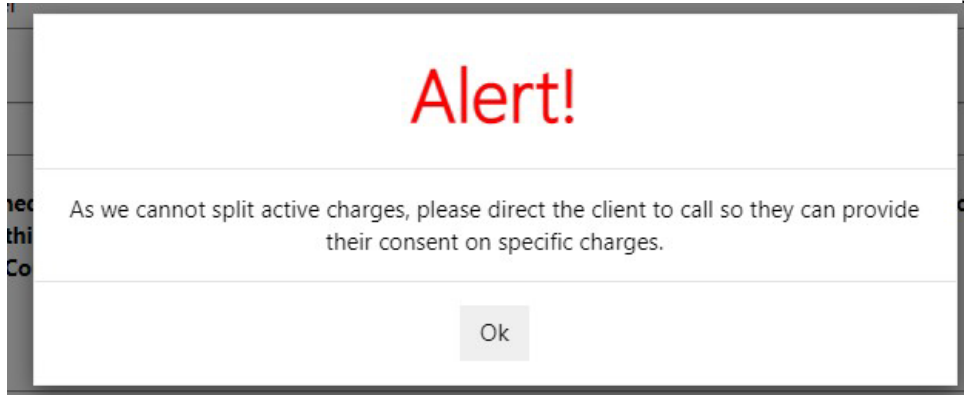 Alert!
As we cannot split active charges, please direct the client to call so they can provide
their consent on specific charges.
Ok